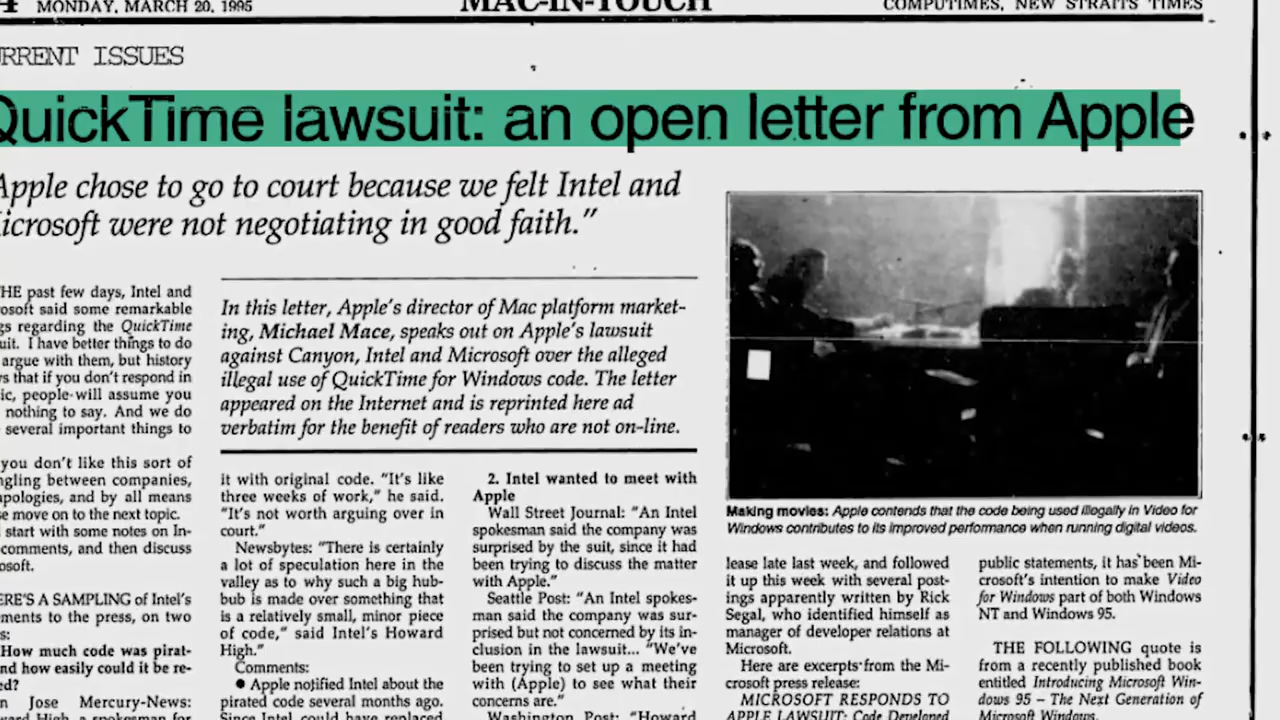 4 MONDAY, MARCH 20, 1995 MAC-IN-TOUCH COMPUTIMES, NEW STRAITS TIMES
RRENT ISSUES
QuickTime lawsuit: an open letter from Apple
Apple chose to go to court because we felt Intel and
icrosoft were not negotiating in good faith.”
In this letter, Apple's director of Mac platform market-
ing, Michael Mace, speaks out on Apple's lawsuit
against Canyon, Intel and Microsoft over the alleged
illegal use of QuickTime for Windows code. The letter
appeared on the Internet and is reprinted here ad
verbatim for the benefit of readers who are not on-line.
HE past few days, Intel and
osoft said some remarkable
gs regarding the QuickTime
uit. I have better things to do
argue with them, but history
s that if you don't respond in
ic, people will assume you
nothing to say. And we do
several important things to
you don't like this sort of
ngling between companies,
apologies, and by all means
se move on to the next topic.
start with some notes on In-
comments, and then discuss
osoft.
ERE'S A SAMPLING of Intel's
ments to the press, on two
s:
How much code was pirat-
nd how easily could it be re-
ed?
n Jose Mercury-News:
ward High, a spokesman for
it with original code. “It's like
three weeks of work,” he said.
“It's not worth arguing over in
court.”
Newsbytes: “There is certainly
a lot of speculation here in the
valley as to why such a big hub-
bub is made over something that
is a relatively small, minor piece
of code,” said Intel's Howard
High.”
Comments:
● Apple notified Intel about the
pirated code several months ago.
Since Intel could have replaced
2. Intel wanted to meet with
Apple
Wall Street Journal: “An Intel
spokesman said the company was
surprised by the suit, since it had
been trying to discuss the matter
with Apple.”
Seattle Post: “An Intel spokes-
man said the company was sur-
prised but not concerned by its in-
clusion in the lawsuit... “We've
been trying to set up a meeting
with (Apple) to see what their
concerns are.”
Washington Post: “Howard
Making movies: Apple contends that the code being used illegally in Video for
Windows contributes to its improved performance when running digital videos.
lease late last week, and followed
it up this week with several post-
ings apparently written by Rick
Segal, who identified himself as
manager of developer relations at
Microsoft.
Here are excerpts from the Mi-
crosoft press release:
MICROSOFT RESPONDS TO
APPLE LAWSUIT: Code Developed
public statements, it has been Mi-
crosoft's intention to make Video
for Windows part of both Windows
NT and Windows 95.
THE FOLLOWING quote is
from a recently published book
entitled Introducing Microsoft Win-
dows 95 – The Next Generation of
Microsoft Windows.